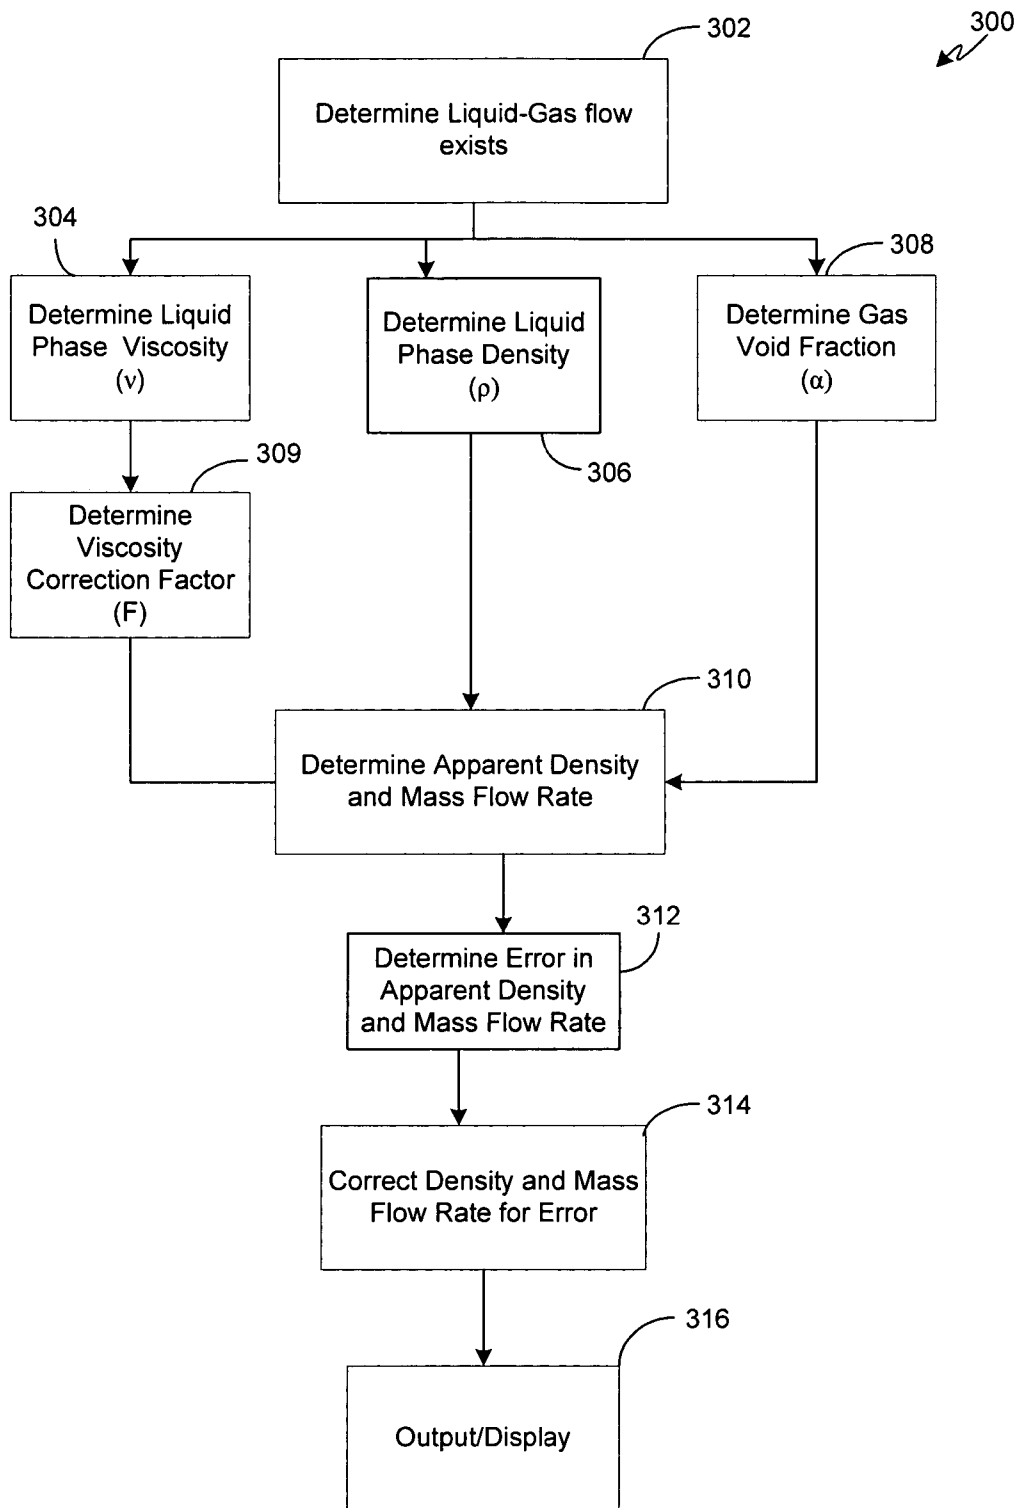 300
302
Determine Liquid-Gas flow
exists
304
Determine Liquid
Phase Viscosity
(ν)
Determine Liquid
Phase Density
(ρ)
306
308
Determine Gas
Void Fraction
(α)
309
Determine
Viscosity
Correction Factor
(F)
310
Determine Apparent Density
and Mass Flow Rate
312
Determine Error in
Apparent Density
and Mass Flow Rate
314
Correct Density and Mass
Flow Rate for Error
316
Output/Display